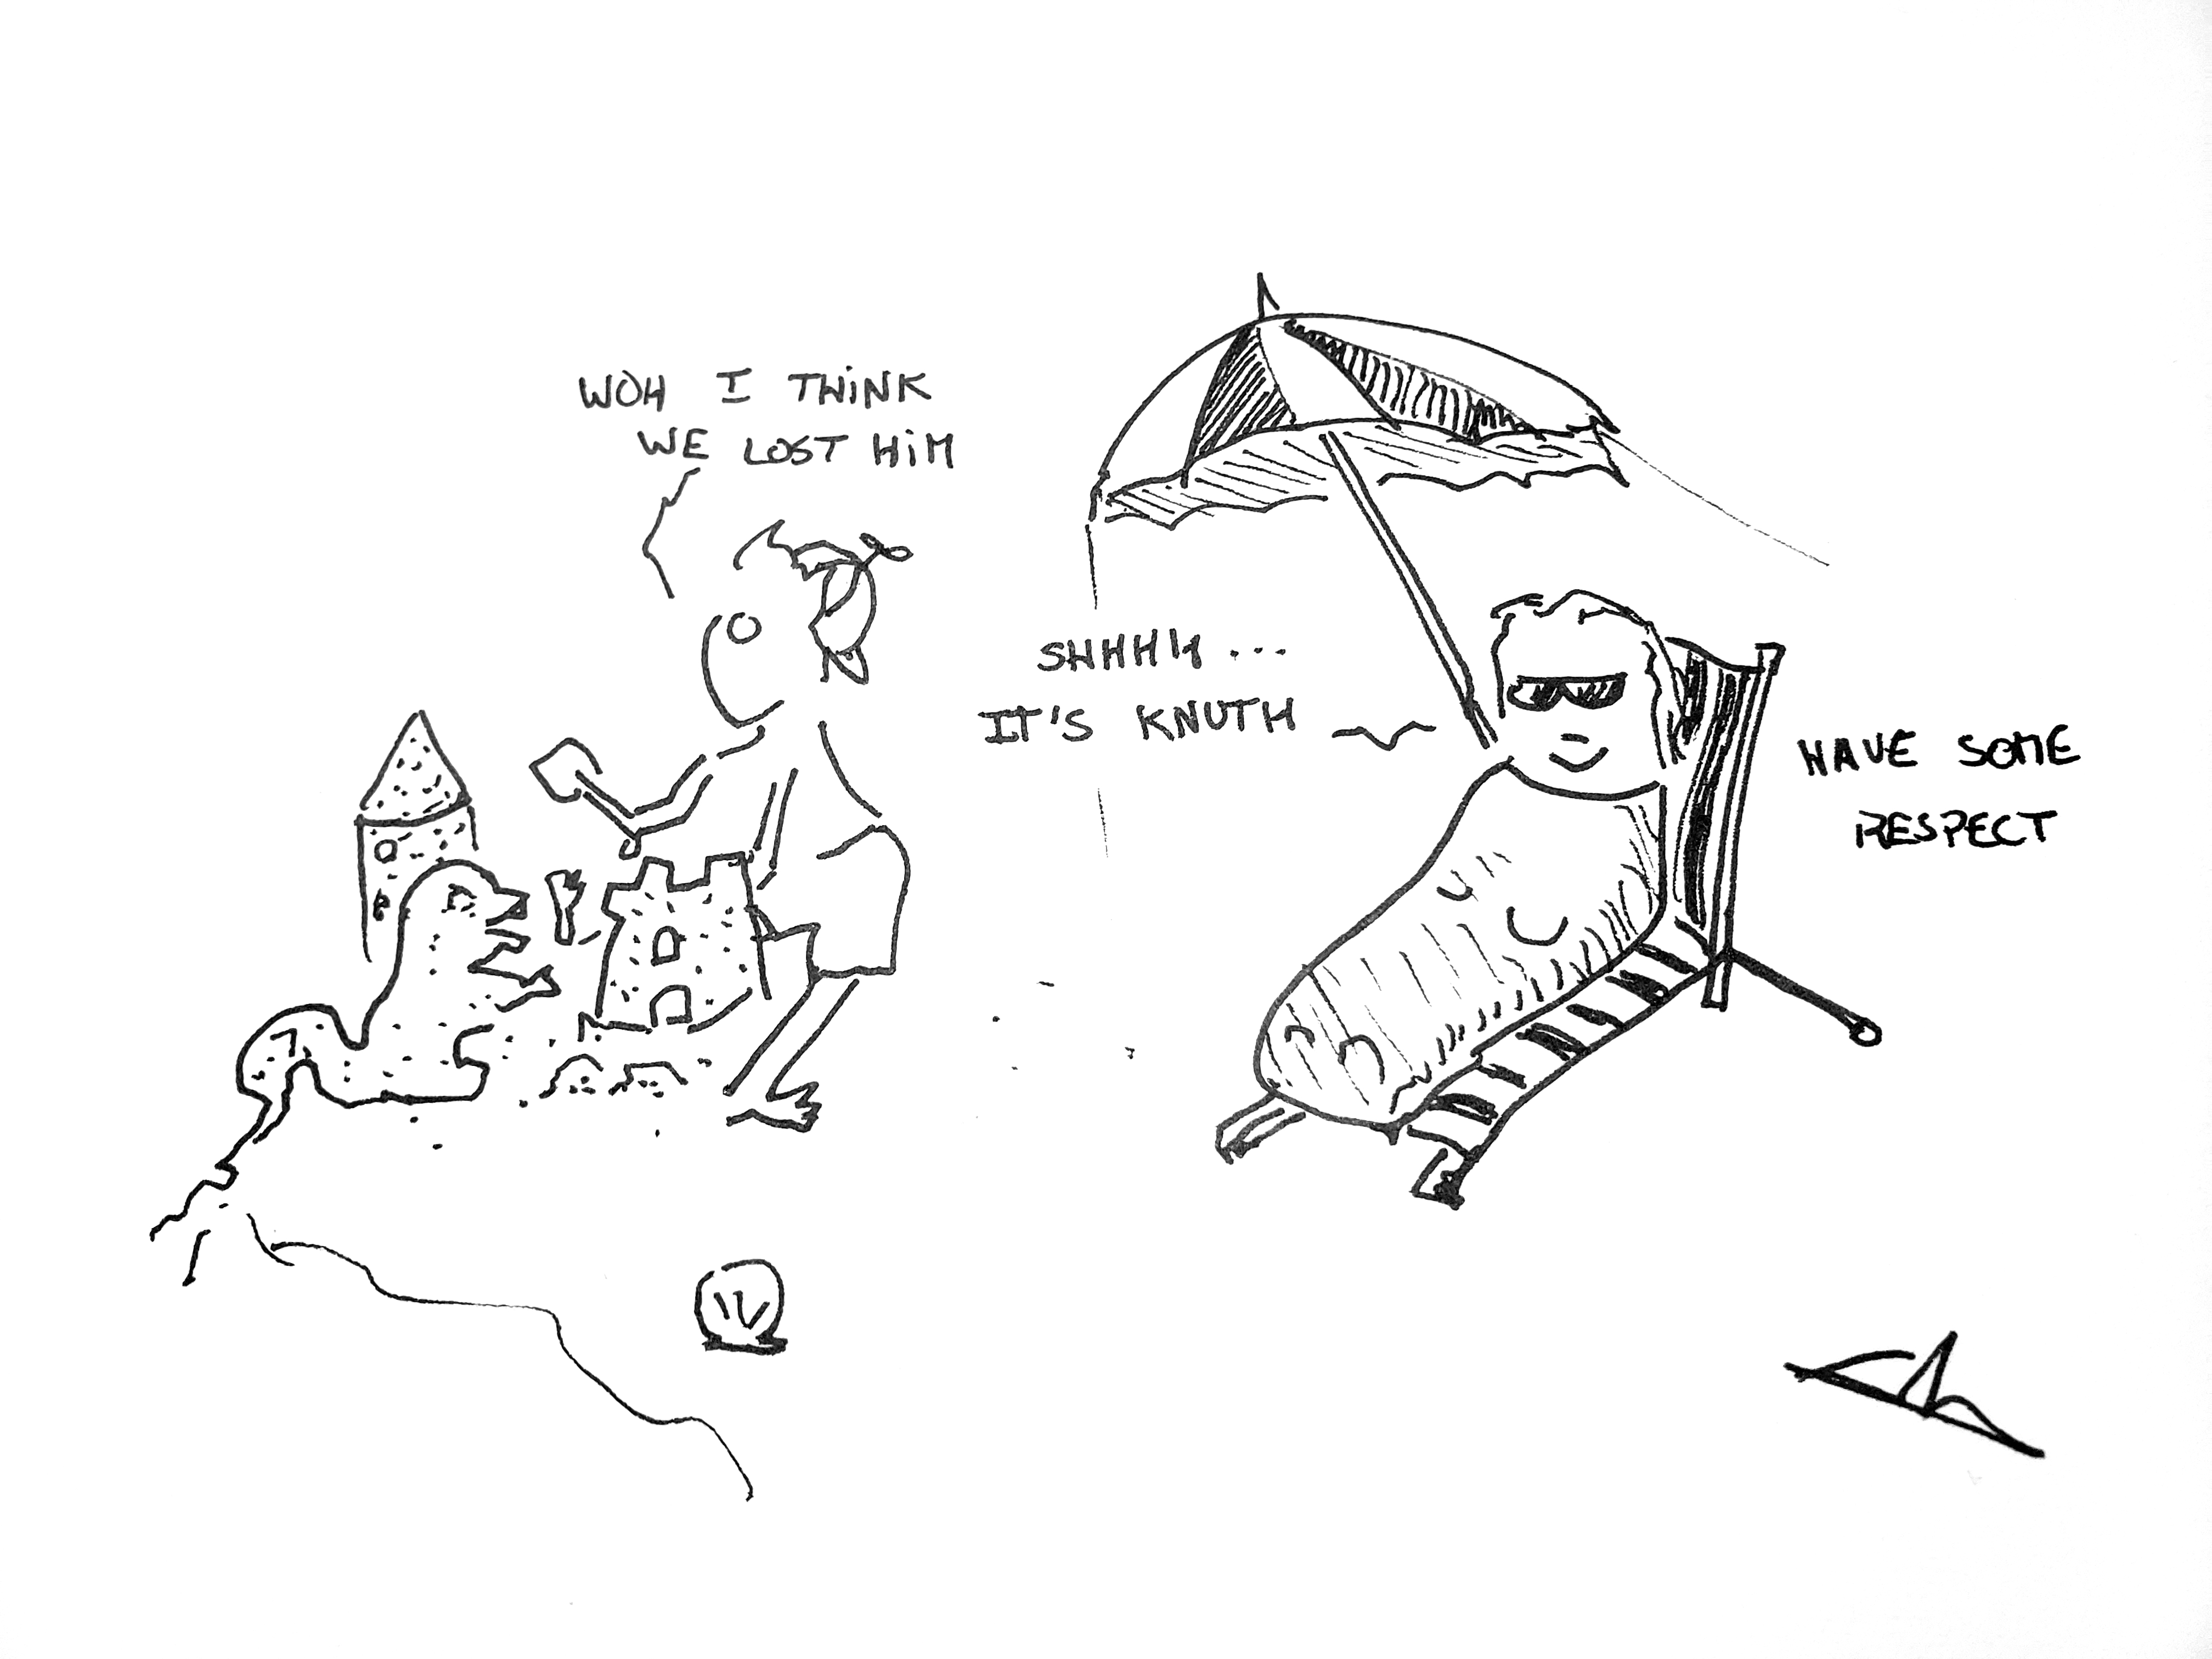 WOH I THiNK
WE LOST HiM
SHHHH...
IT'S KNUTH
HAVE SOME
RESPECT